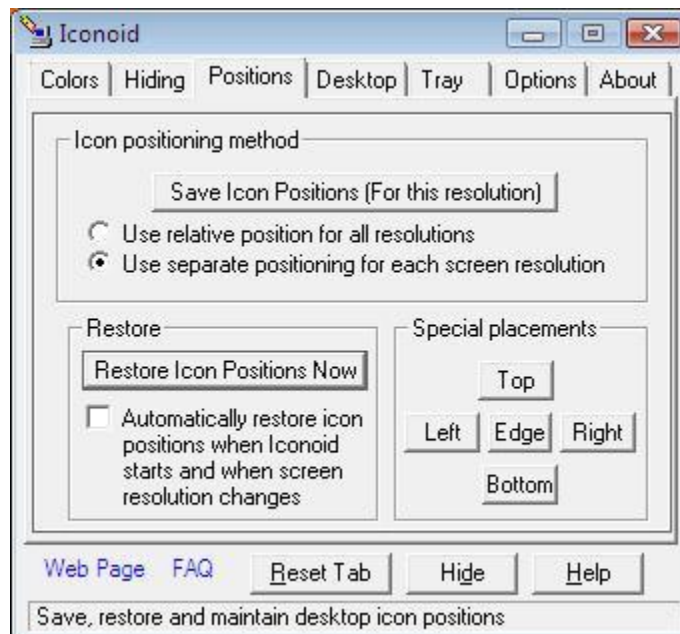 Iconoid
Colors Hiding Positions Desktop Tray Options About
Icon positioning method
Save Icon Positions (For this resolution)
Use relative position for all resolutions
Use separate positioning for each screen resolution
Restore
Restore Icon Positions Now
Automatically restore icon
positions when Iconoid
starts and when screen
resolution changes
Special placements
Top
Left Edge Right
Bottom
Web Page FAQ Reset Tab Hide Help
Save, restore and maintain desktop icon positions